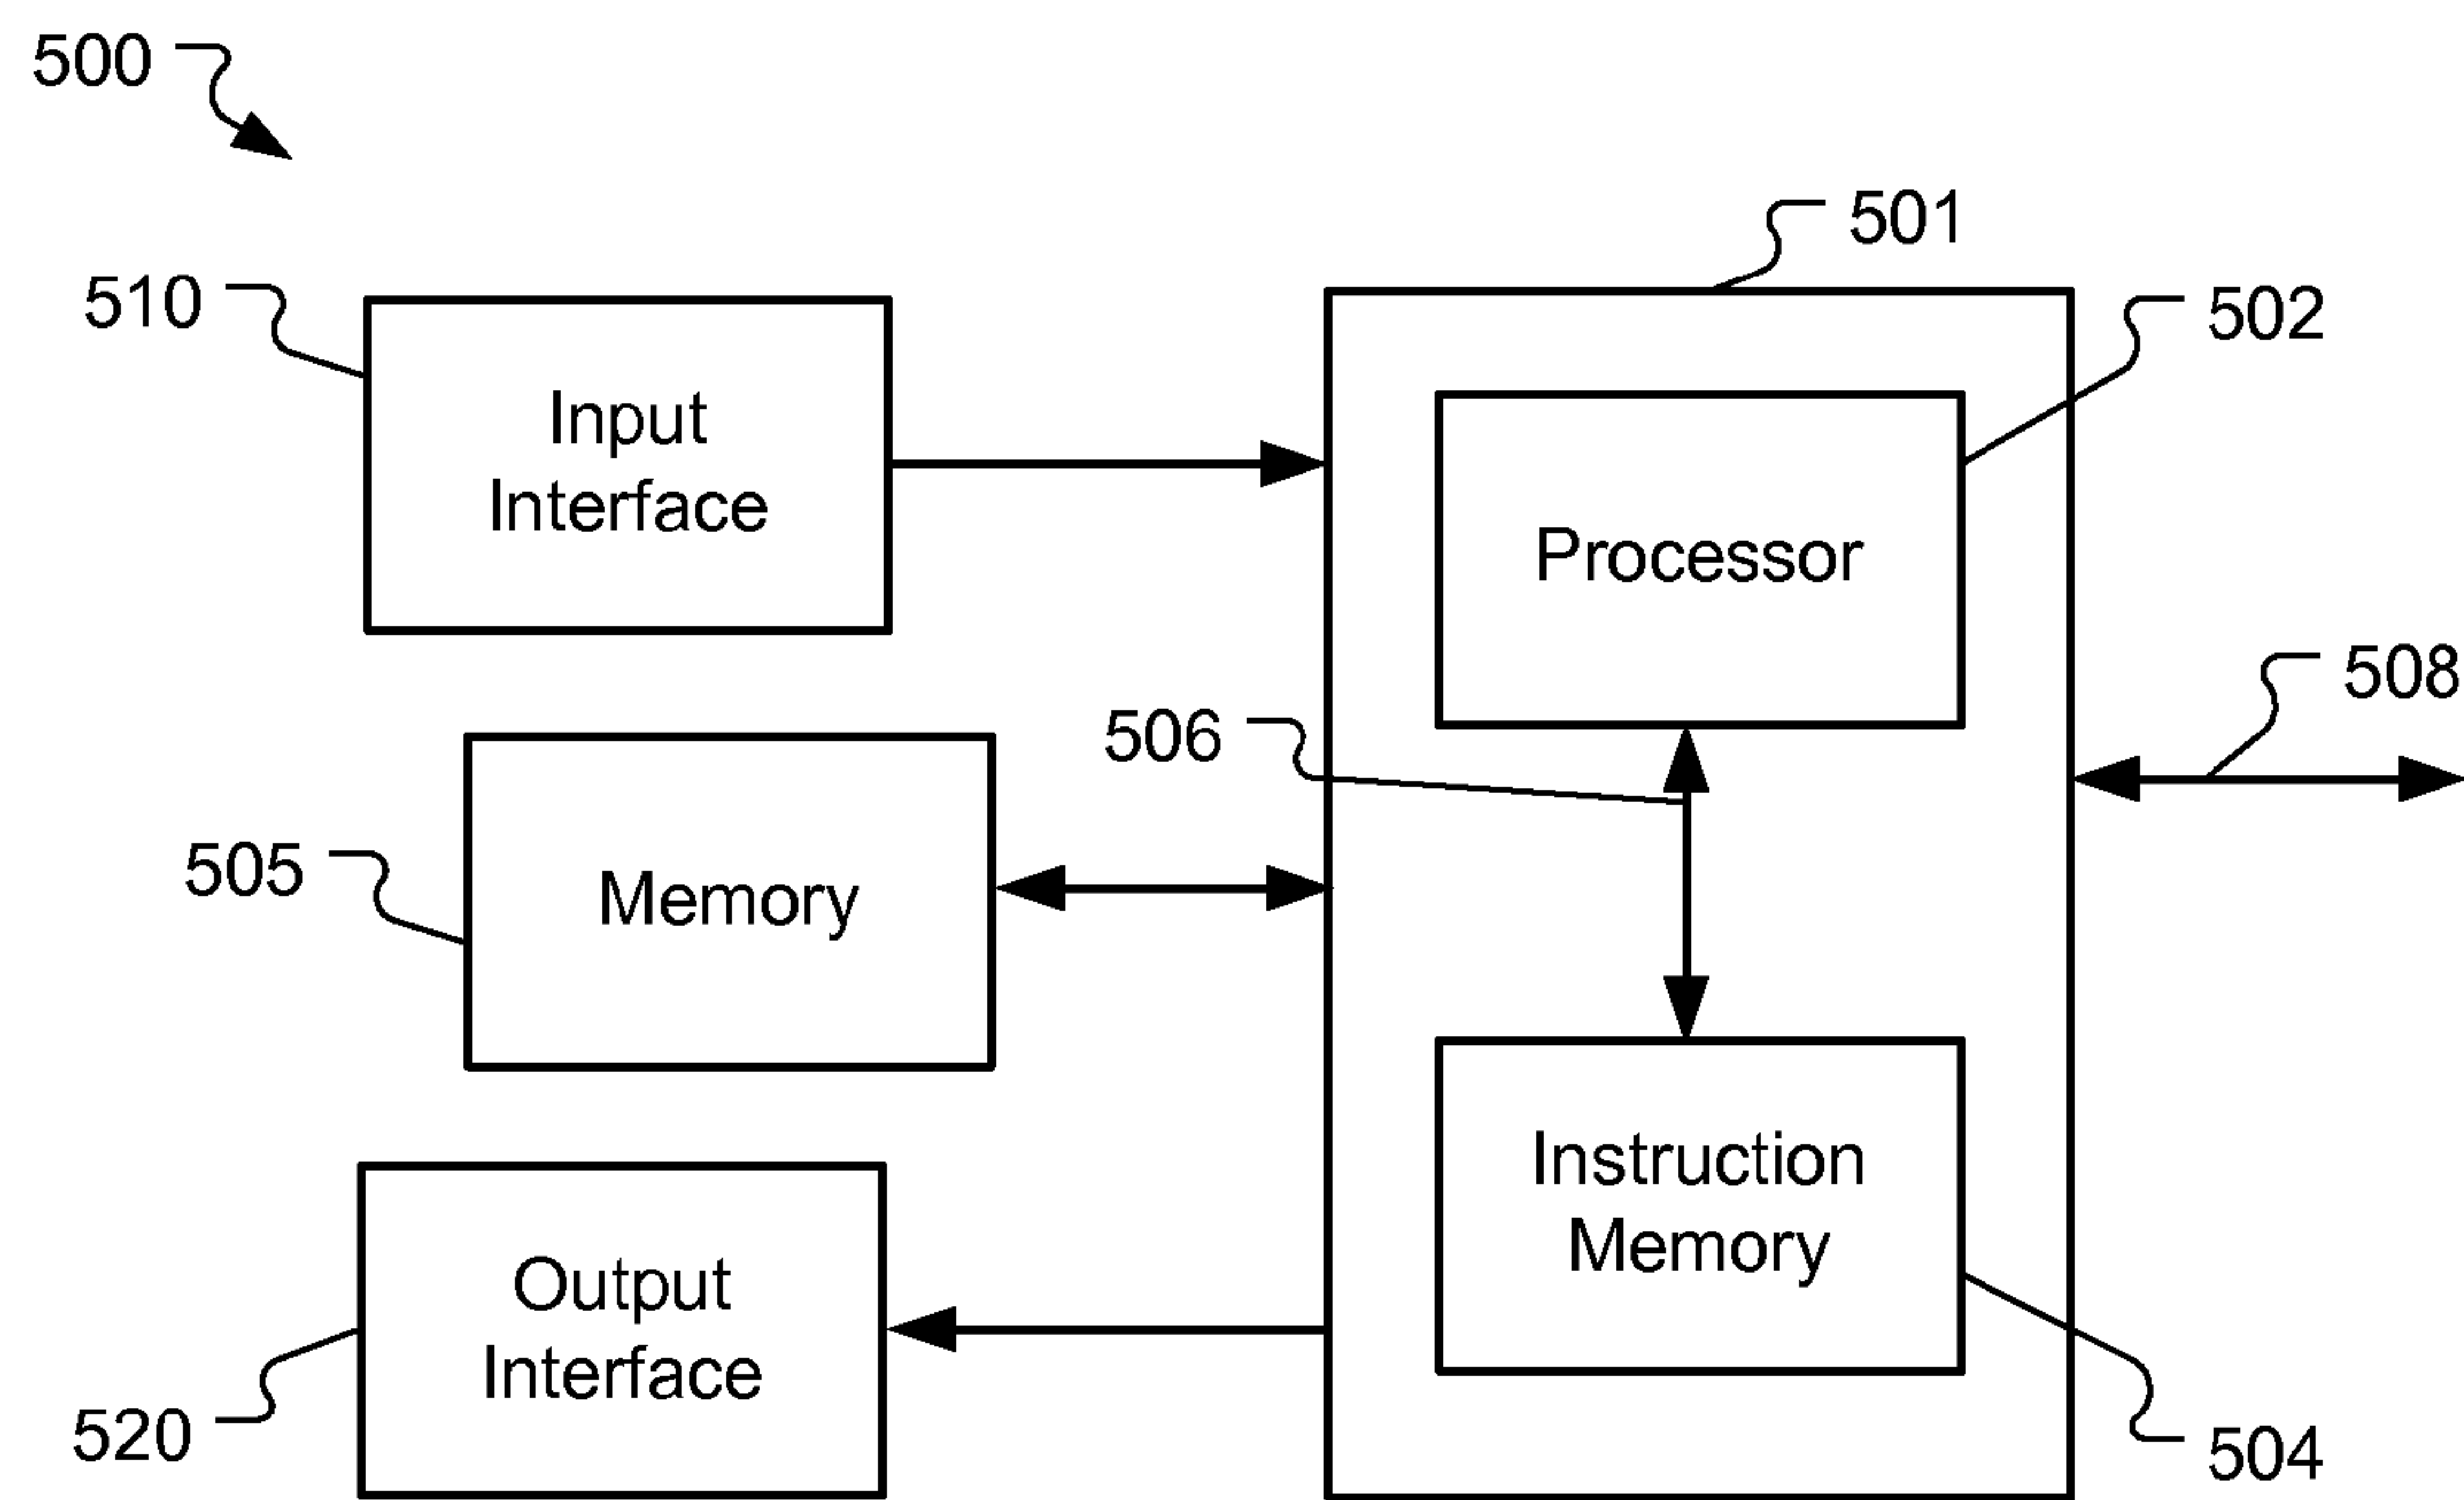 500
501
510
502
Input
Interface
Processor
508
506
505
Memory
Instruction
Memory
Output
Interface
520
504